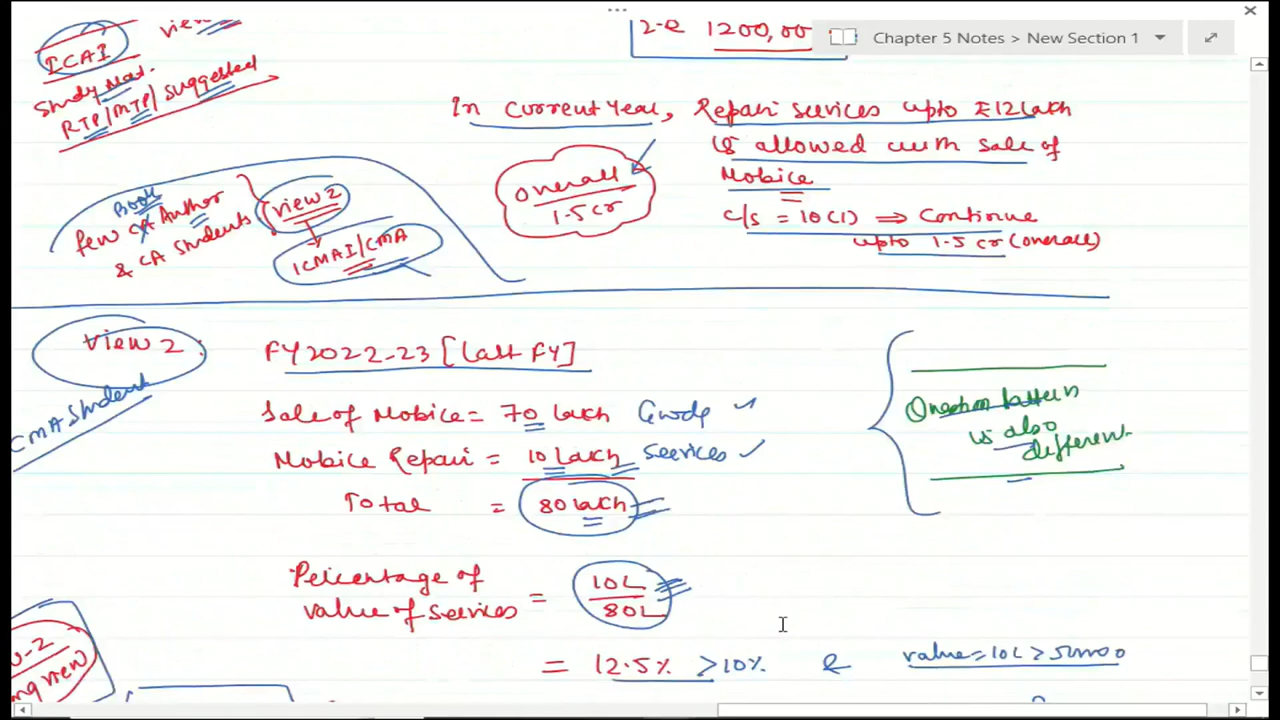 ICAI view
Study Mat.
RTP/MTP/Suggested
1200,00
Chapter 5 Notes > New Section 1
In Current Year, Repair Services upto ₹12 lakh
is allowed with sale of
Mobile
Overall
1.5 cr
c/s = 10(1) ⇒ Continue
upto 1.5 cr (overall)
Book
few CA Author
& CA Students
View 2
ICMAI/CMA
View 2:
CMA Student
FY 2022-23 [Last FY]
Sale of Mobile = 70 lakh Goods ✓
Mobile Repair = 10 Lakh Services ✓
Total = 80 lakh
Question Pattern
is also
different
Percentage of
value of Services = 10L
80L
= 12.5% > 10% & value = 10L >